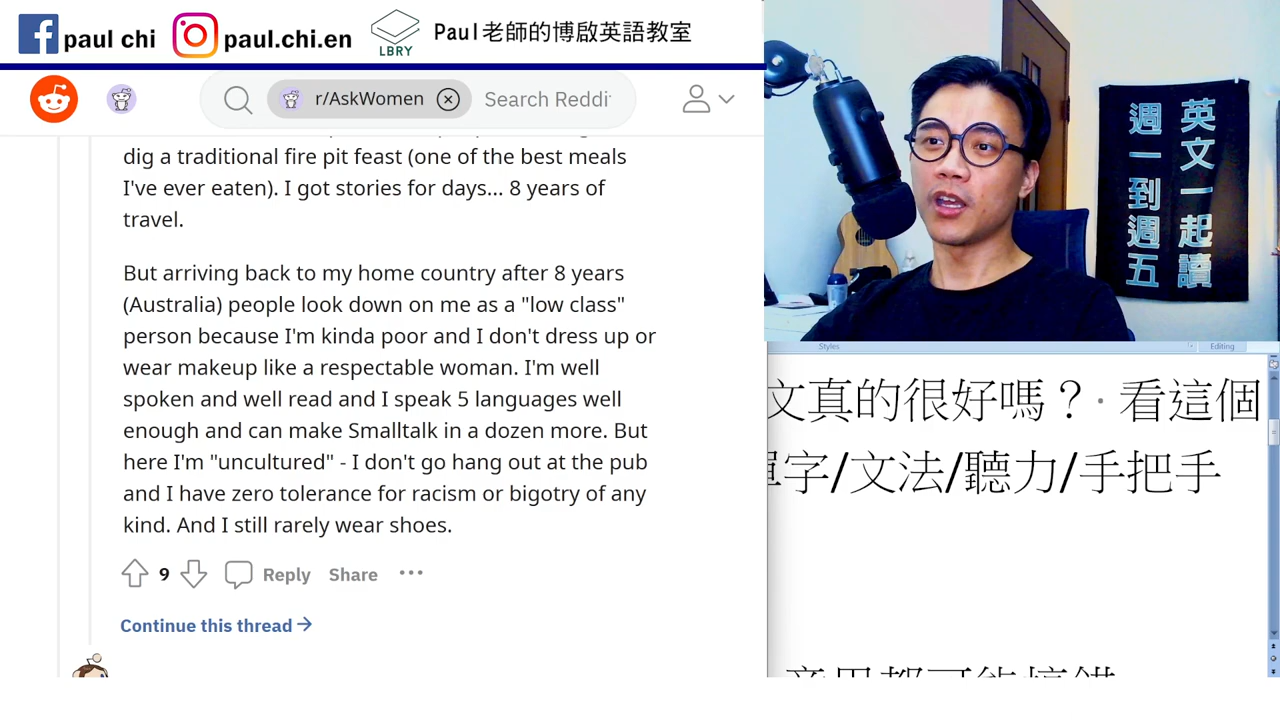 paul chi
paul.chi.en
LBRY
Paul老師的博啟英語教室
r/AskWomen
Search Reddi
dig a traditional fire pit feast (one of the best meals
I've ever eaten). I got stories for days... 8 years of
travel.
But arriving back to my home country after 8 years
(Australia) people look down on me as a "low class"
person because I'm kinda poor and I don't dress up or
wear makeup like a respectable woman. I'm well
spoken and well read and I speak 5 languages well
enough and can make Smalltalk in a dozen more. But
here I'm "uncultured" - I don't go hang out at the pub
and I have zero tolerance for racism or bigotry of any
kind. And I still rarely wear shoes.
9
Reply
Share
Continue this thread
英文一起讀
週一到週五
Styles
Editing
文真的很好嗎？ 看這個
字/文法/聽力/手把手